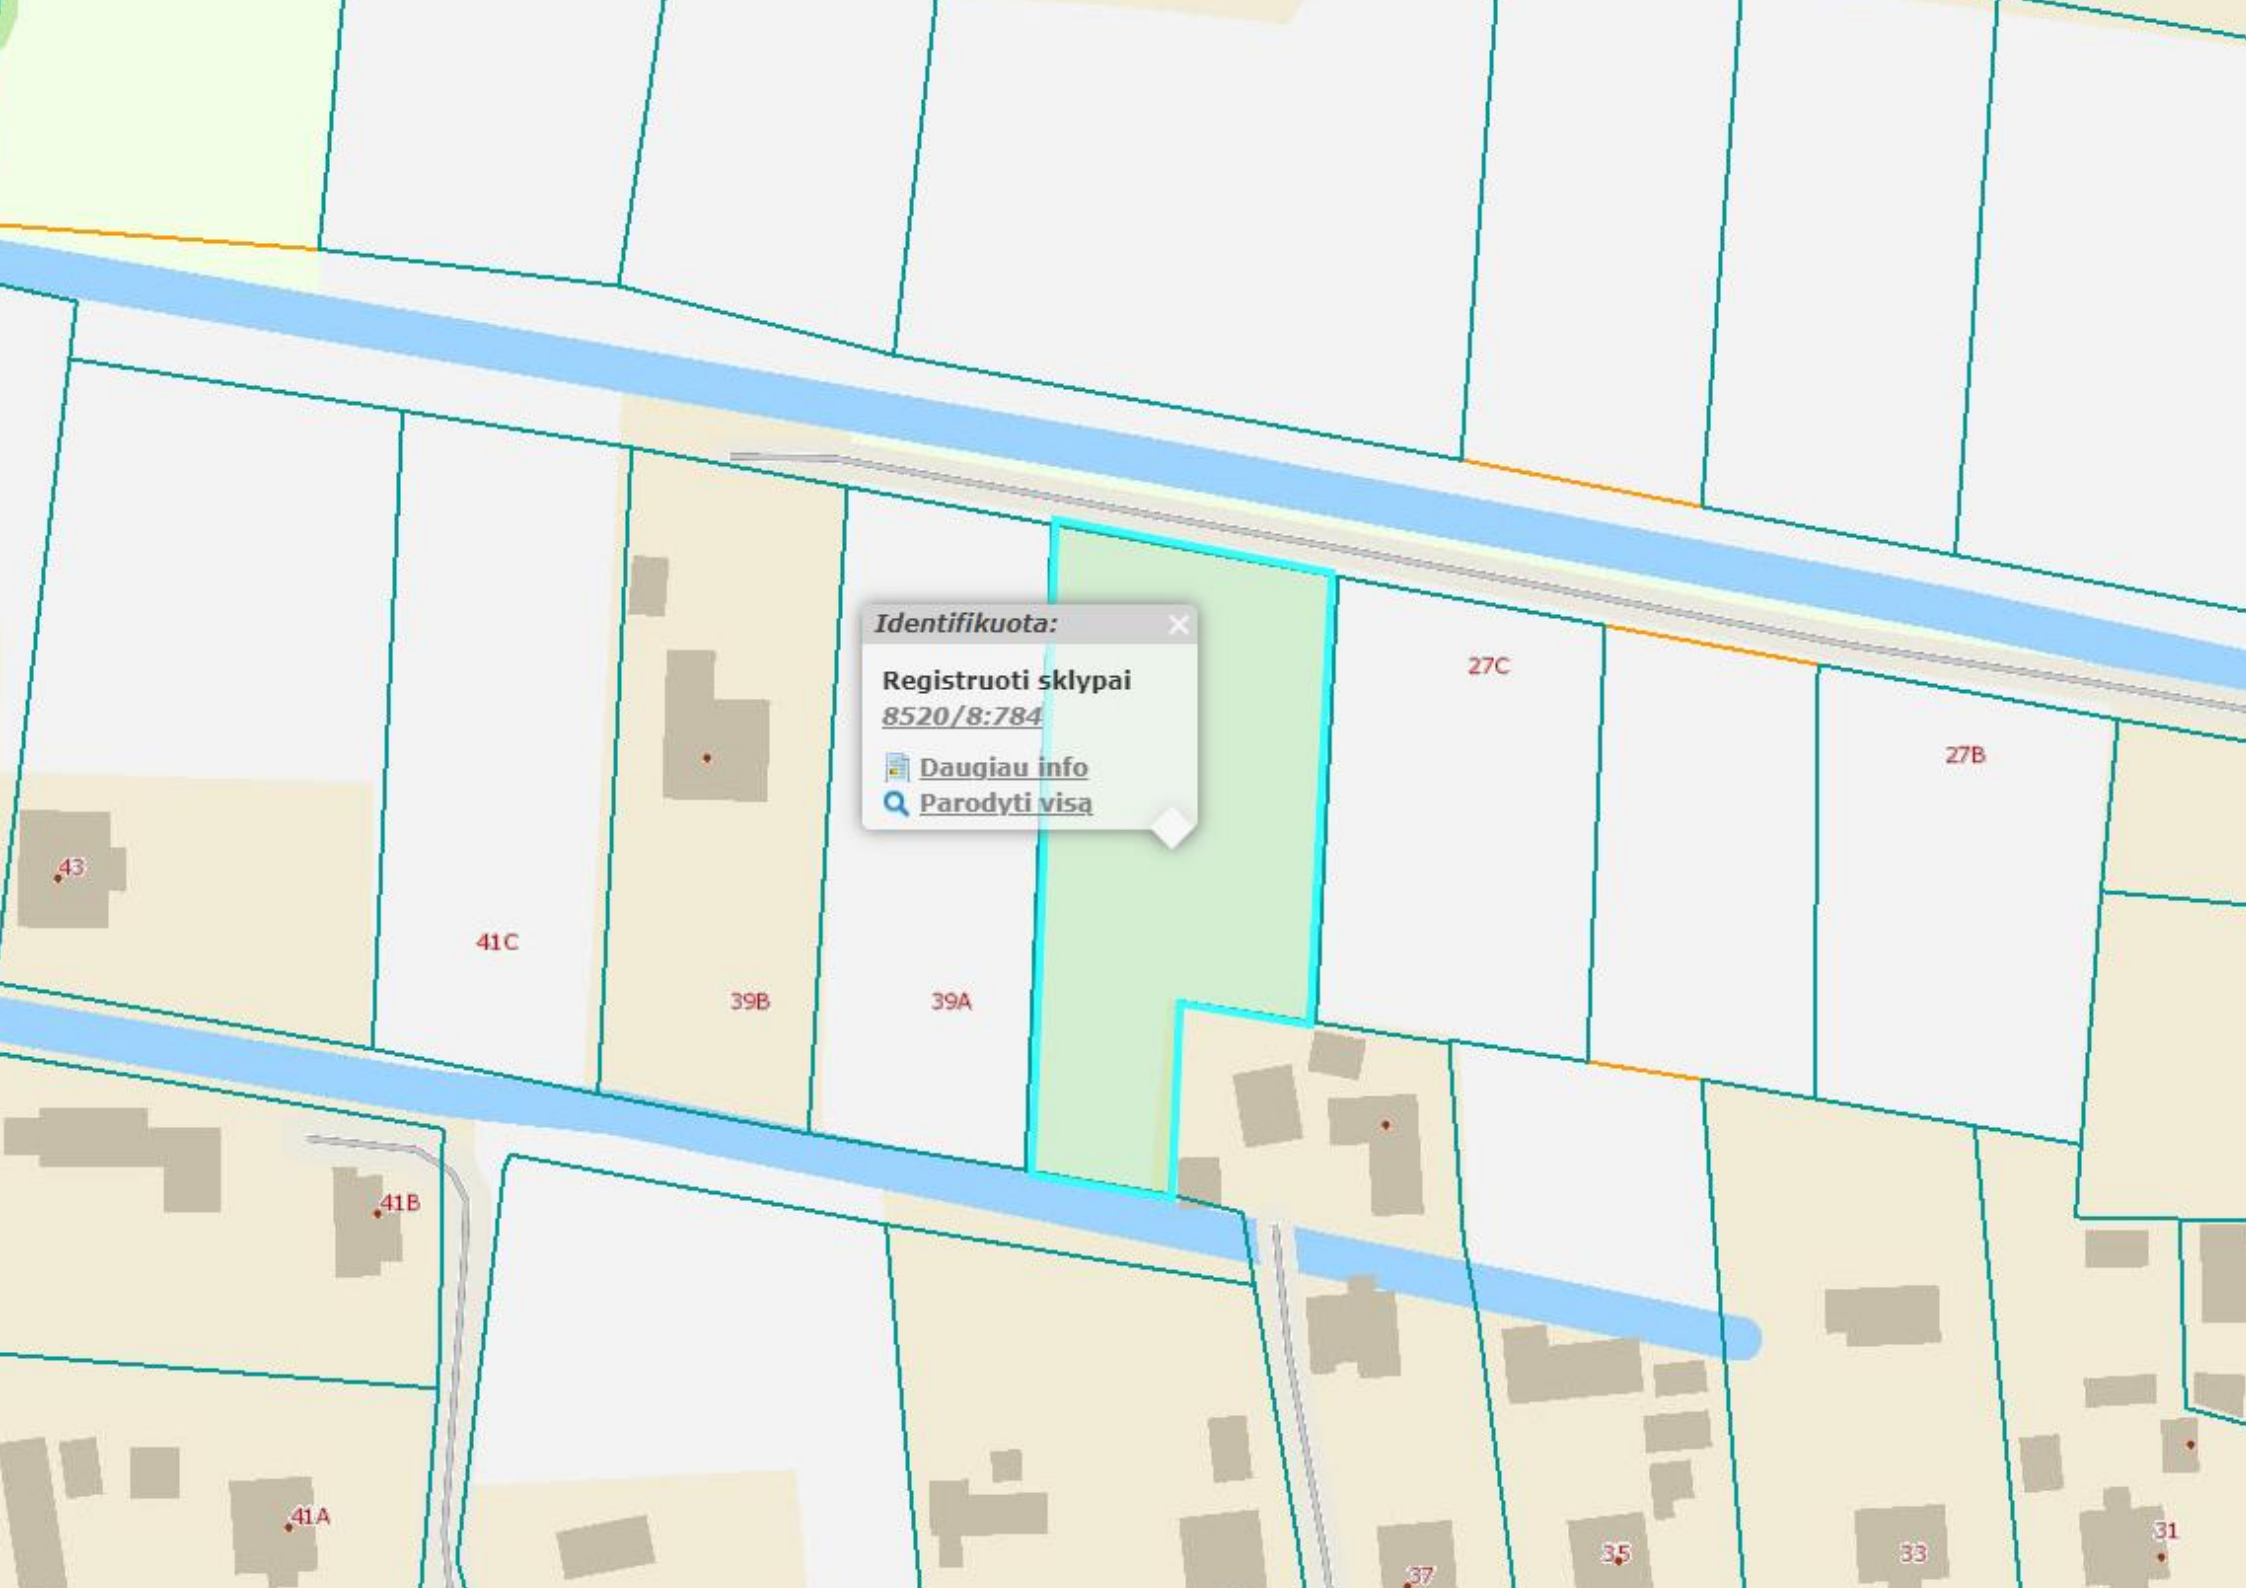 Identifikuota:
Registruoti sklypai
8520/8:784
Daugiau info
Parodyti visą
27C
27B
43
41C
39B
39A
41B
41A
37
35
33
31